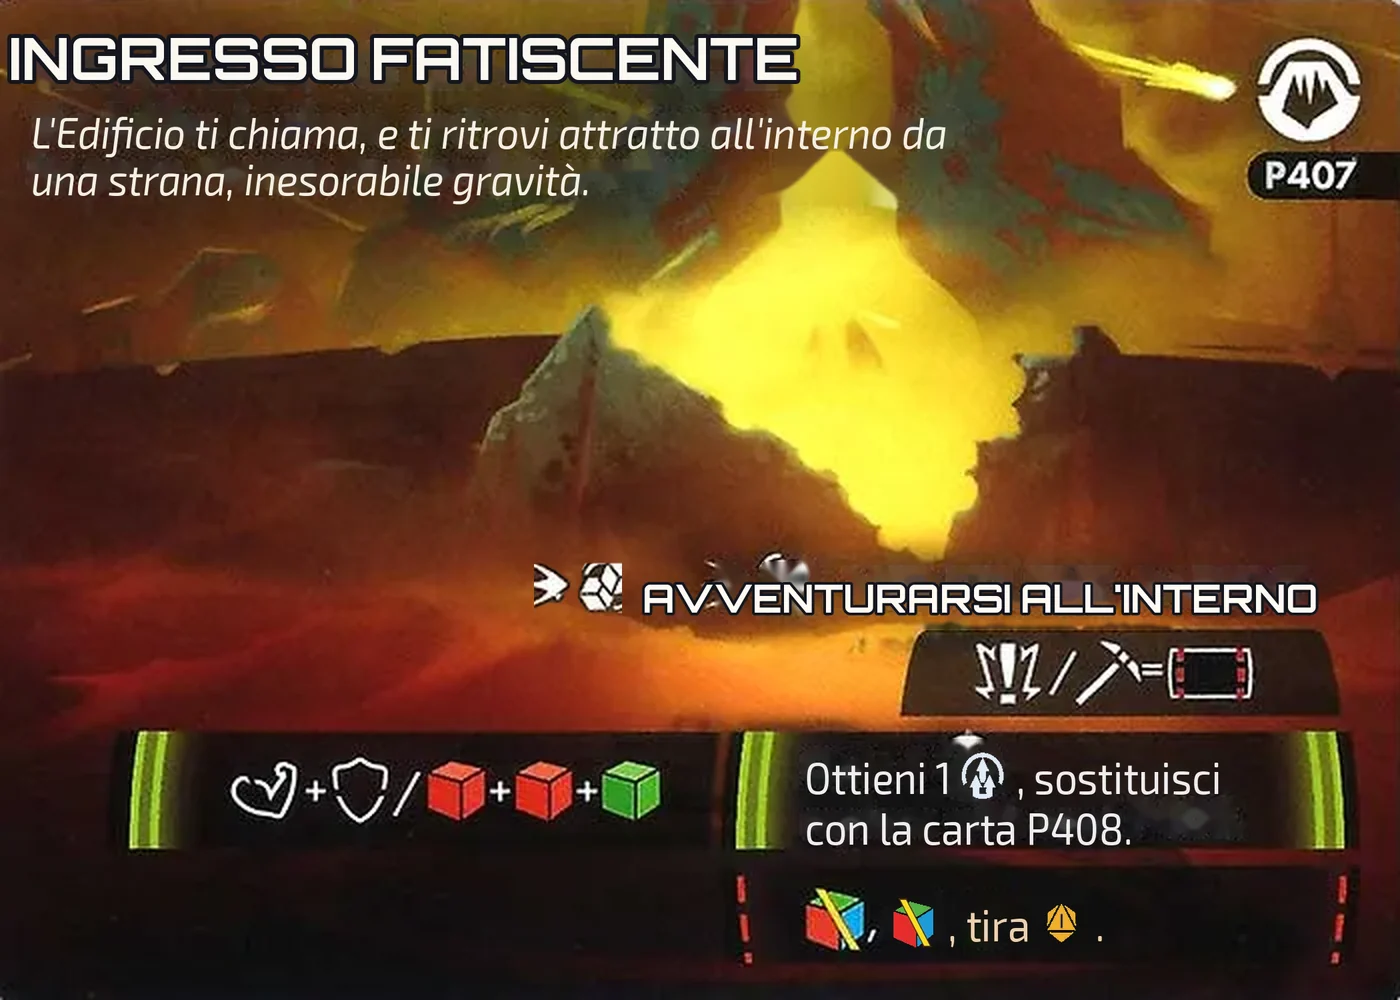 INGRESSO FATISCENTE
L'Edificio ti chiama, e ti ritrovi attratto all'interno da
una strana, inesorabile gravità.
P407
AVVENTURARSI ALL'INTERNO
/ =
+ / + +
Ottieni 1 , sostituisci
con la carta P408.
, , tira .